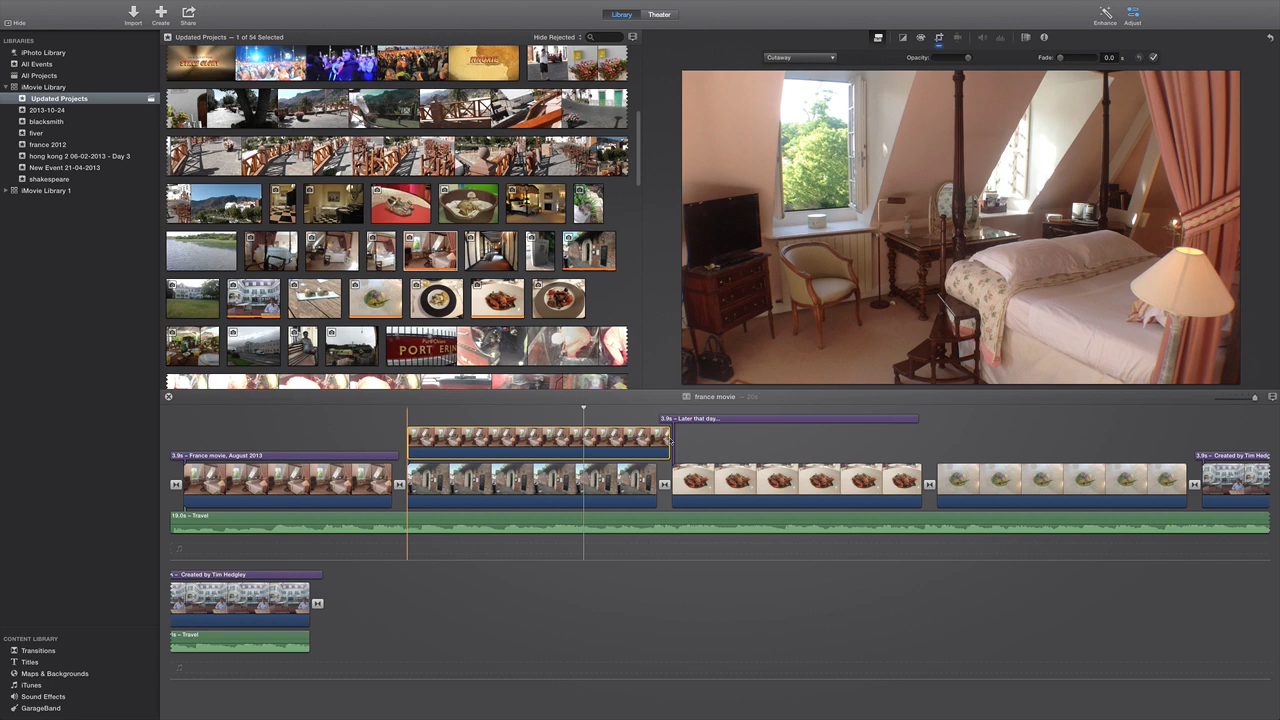 Hide
Import
Create
Share
Library
Theater
Enhance
Adjust
LIBRARIES
iPhoto Library
All Events
All Projects
iMovie Library
Updated Projects
2013-10-24
blacksmith
fiver
france 2012
hong kong 2 06-02-2013 - Day 3
New Event 21-04-2013
shakespeare
iMovie Library 1
Updated Projects — 1 of 54 Selected
Hide Rejected
PORT ERIN
Cutaway
Opacity:
Fade:
0.0 s
france movie — 20s
3.9s – Later that day...
3.9s – France movie, August 2013
3.9s – Created by Tim Hedg
19.0s – Travel
s – Created by Tim Hedgley
s – Travel
CONTENT LIBRARY
Transitions
Titles
Maps & Backgrounds
iTunes
Sound Effects
GarageBand